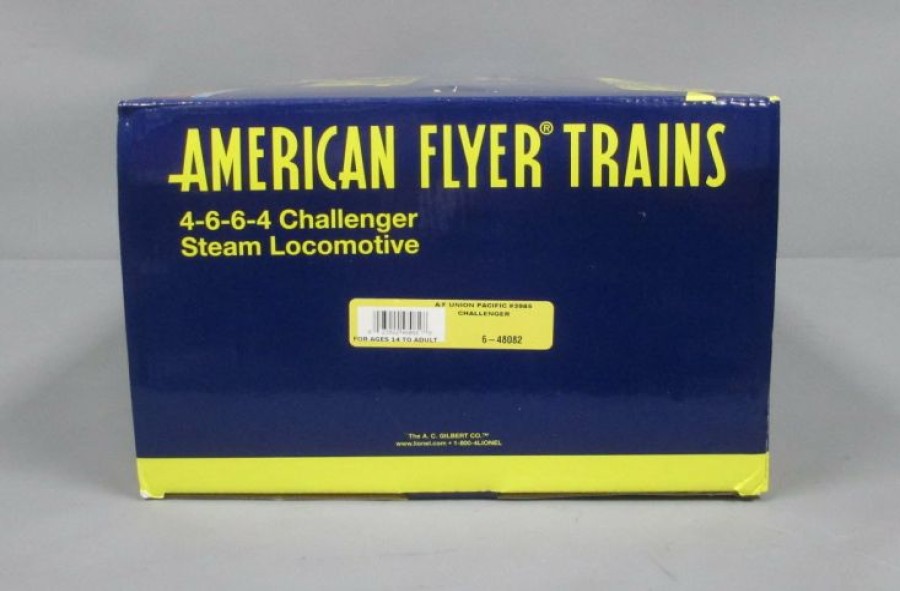 AMERICAN FLYER® TRAINS
4-6-6-4 Challenger
Steam Locomotive
A.F UNION PACIFIC #3985
CHALLENGER
FOR AGES 14 TO ADULT
6-48082
The A. C. GILBERT CO.™
www.lionel.com • 1-800-4LIONEL